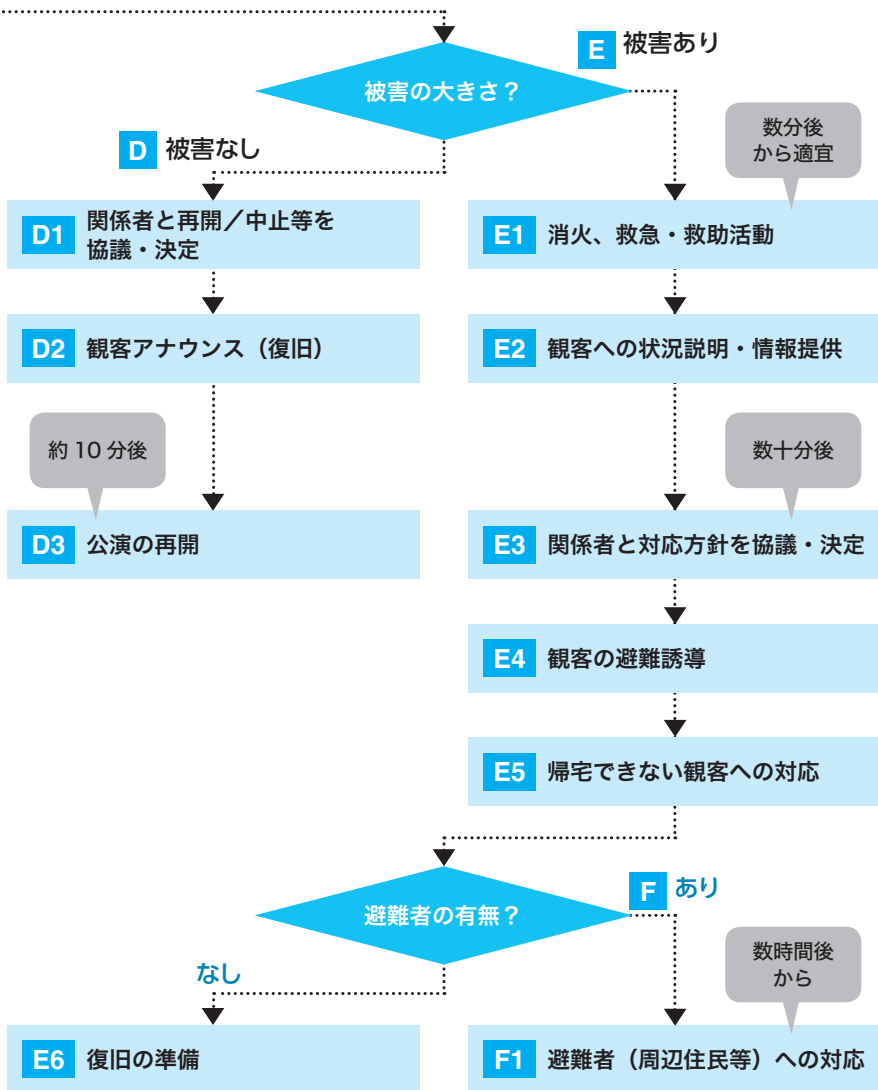 被害の大きさ?
E 被害あり
D 被害なし
数分後
から適宜
D1 関係者と再開/中止等を
協議・決定
E1 消火、救急・救助活動
D2 観客アナウンス(復旧)
E2 観客への状況説明・情報提供
約10分後
数十分後
D3 公演の再開
E3 関係者と対応方針を協議・決定
E4 観客の避難誘導
E5 帰宅できない観客への対応
避難者の有無?
F あり
なし
数時間後
から
E6 復旧の準備
F1 避難者(周辺住民等)への対応